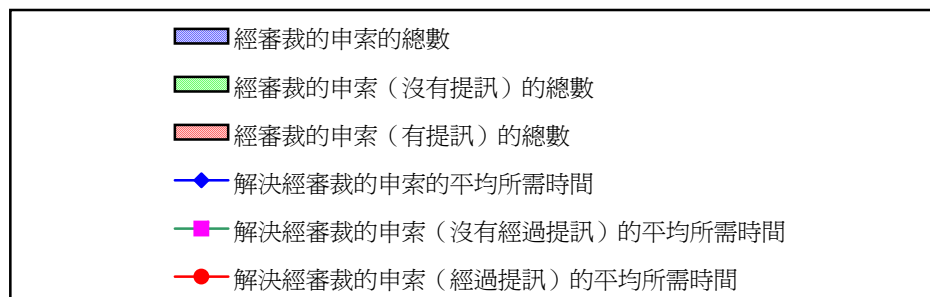 經審裁的申索的總數
經審裁的申索（沒有提訊）的總數
經審裁的申索（有提訊）的總數
解決經審裁的申索的平均所需時間
解決經審裁的申索（沒有經過提訊）的平均所需時間
解決經審裁的申索（經過提訊）的平均所需時間